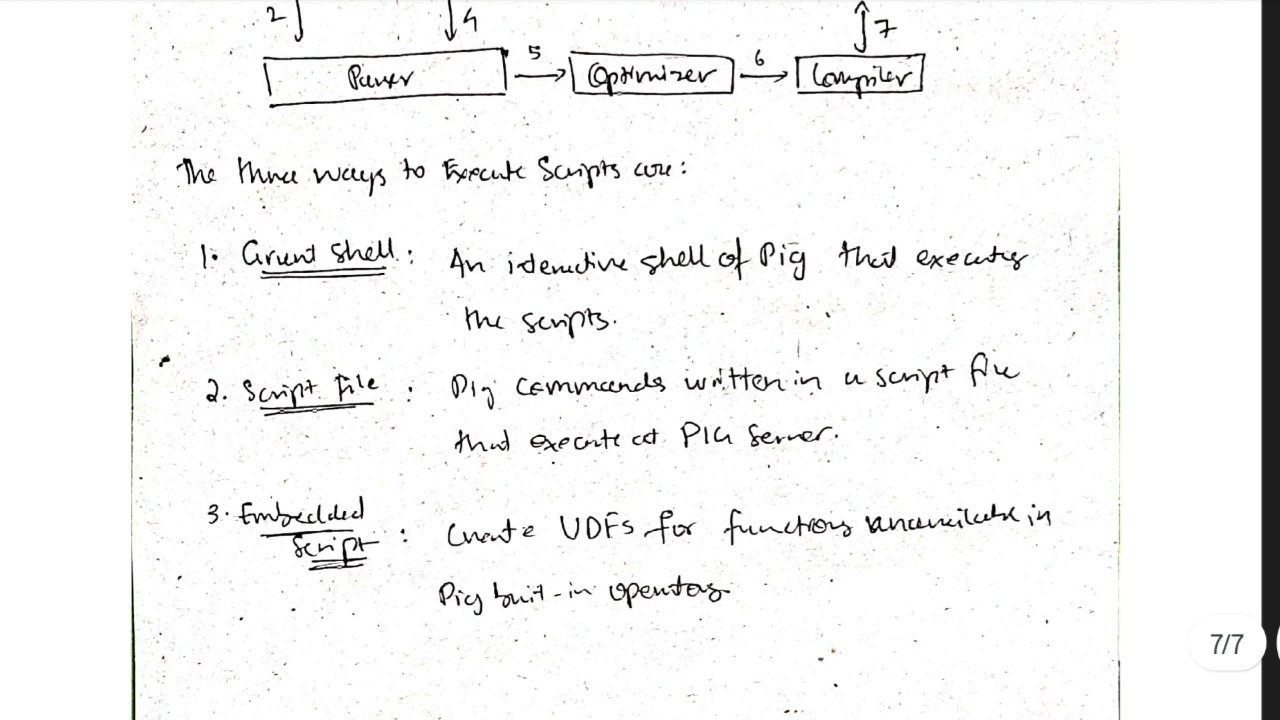 2 4 7
Parser 5 Optimizer 6 Compiler
The three ways to Execute Scripts are:
1. Grunt Shell : An interactive shell of Pig that executes
the scripts.
2. Script File : Pig commands written in a script file
that execute at PIG Server.
3. Embedded
Script : Create UDFs for functions unavailable in
Pig built-in operators
7/7